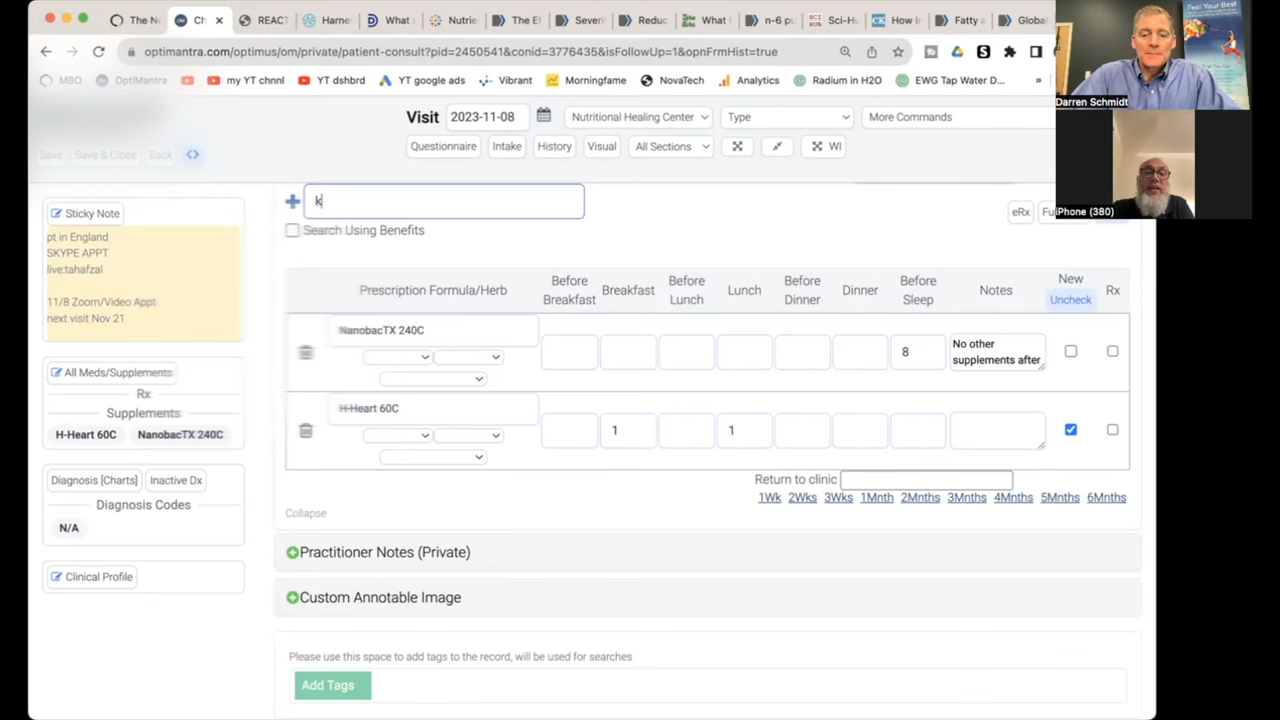 The N
Ch
REACT
Harne
What
Nutrie
The Ef
Severi
Reduc
What
n-6 p
Sci-Hu
How I
Fatty a
Global
optimantra.com/optimus/om/private/patient-consult?pid=2450541&conid=3776435&isFollowUp=1&opnFrmHist=true
MBO
OptiMantra
my YT chnnl
YT dshbrd
YT google ads
Vibrant
Morningfame
NovaTech
Analytics
Radium in H2O
EWG Tap Water D...
»
Feel Your Best
Darren Schmidt
iPhone (380)
Visit 2023-11-08 Nutritional Healing Center Type More Commands
Save Save & Close Back
Questionnaire Intake History Visual All Sections WI
k
Search Using Benefits
eRx Ful
Sticky Note
pt in England
SKYPE APPT
live:tahafzal
11/8 Zoom/Video Appt
next visit Nov 21
All Meds/Supplements
Rx
Supplements
H-Heart 60C NanobacTX 240C
Diagnosis [Charts] Inactive Dx
Diagnosis Codes
N/A
Clinical Profile
Prescription Formula/Herb
Before Breakfast
Breakfast
Before Lunch
Lunch
Before Dinner
Dinner
Before Sleep
Notes
New
Uncheck
Rx
NanobacTX 240C
8
No other
supplements after
H-Heart 60C
1
1
Return to clinic
1Wk 2Wks 3Wks 1Mnth 2Mnths 3Mnths 4Mnths 5Mnths 6Mnths
Collapse
Practitioner Notes (Private)
Custom Annotable Image
Please use this space to add tags to the record, will be used for searches
Add Tags